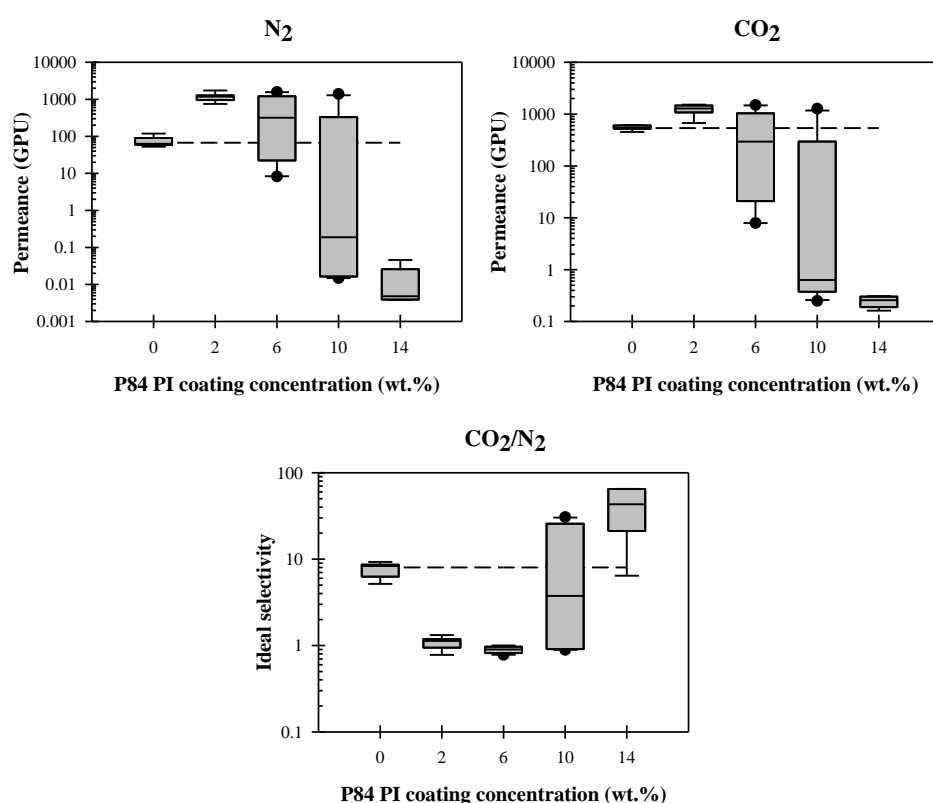 N2
Permeance (GPU)
10000
1000
100
10
1
0.1
0.01
0.001
0 2 6 10 14
P84 PI coating concentration (wt.%)
CO2
Permeance (GPU)
10000
1000
100
10
1
0.1
0 2 6 10 14
P84 PI coating concentration (wt.%)
CO2/N2
Ideal selectivity
100
10
1
0.1
0 2 6 10 14
P84 PI coating concentration (wt.%)